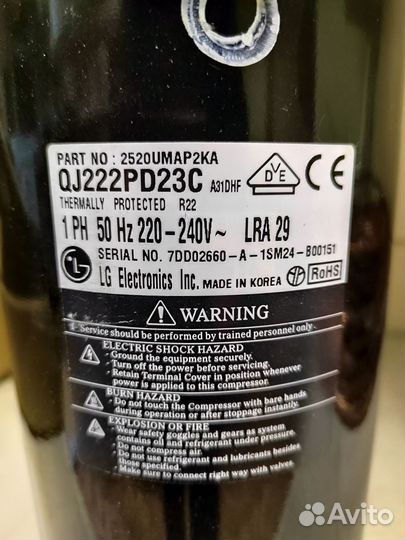 PART NO : 2520UMAP2KA
QJ222PD23C A31DHF
THERMALLY PROTECTED R22
1 PH 50 Hz 220-240V~ LRA 29
SERIAL NO. 7DD02660-A-1SM24-B00151
LG Electronics Inc. MADE IN KOREA RoHS
DVE CE
LG
WARNING
- Service should be performed by trained personnel only
ELECTRIC SHOCK HAZARD
- Ground the equipment securely.
- Turn off the power before servicing.
- Retain Terminal Cover in position whenever
power is applied to this compressor.
BURN HAZARD
- Do not touch the Compressor with bare hands
during operation or after stoppage instantly.
EXPLOSION OR FIRE
- Wear safety goggles and gears as system
contains oil and refrigerant under pressure.
- Do not compress air.
- Do not use refrigerants and lubricants besides
those specified.
- Make sure to connect right way with valves.
Avito